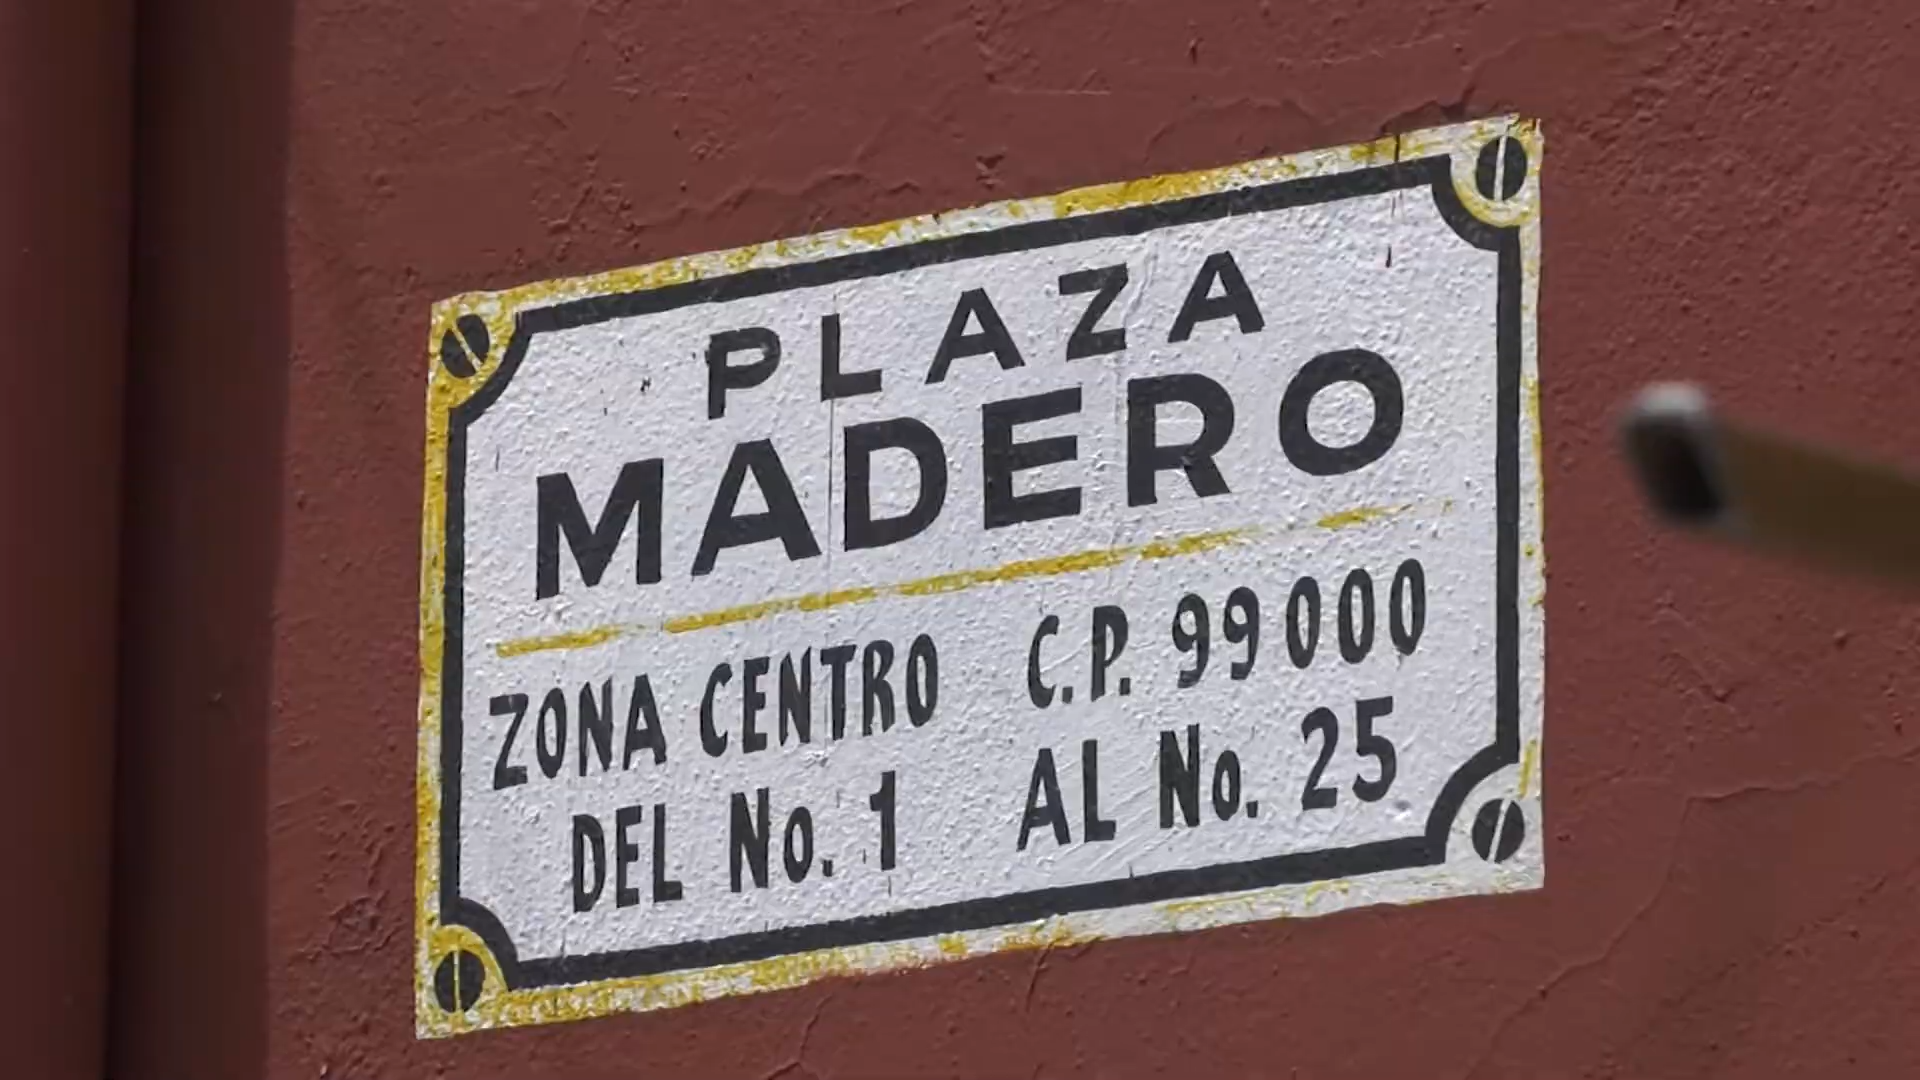 PLAZA
MADERO
ZONA CENTRO C.P. 99000
DEL No. 1 AL No. 25